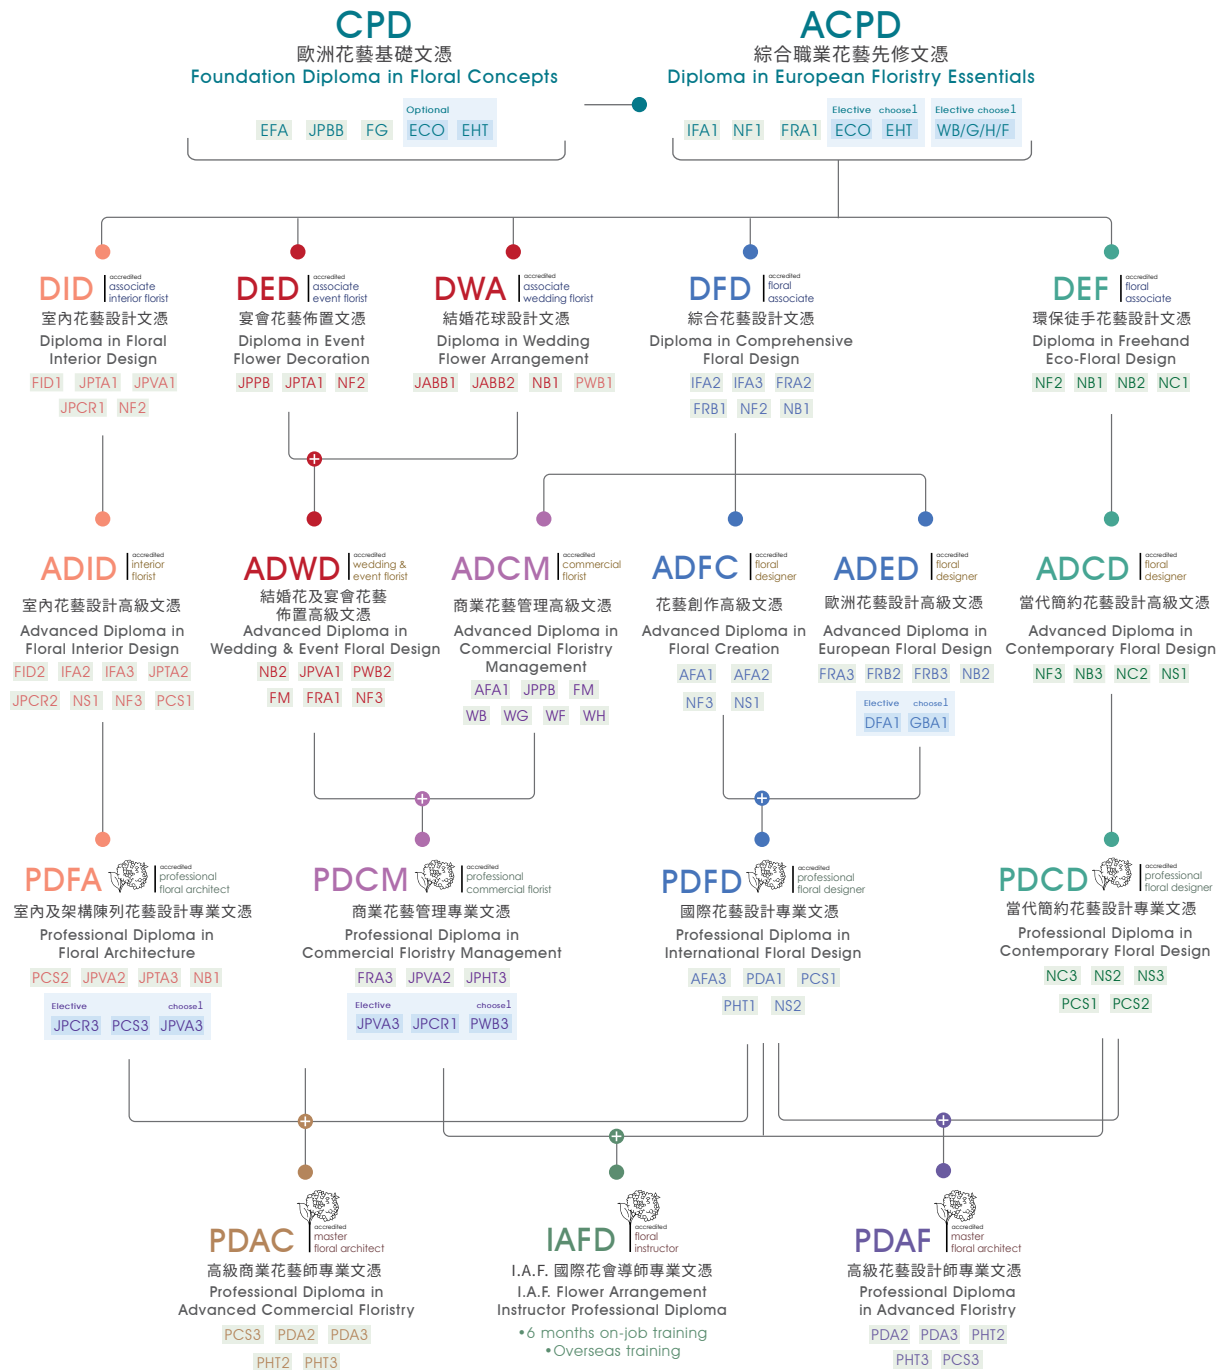 CPD
歐洲花藝基礎文憑
Foundation Diploma in Floral Concepts
Optional
EFA JPBB FG ECO EHT
ACPD
綜合職業花藝先修文憑
Diploma in European Floristry Essentials
Elective choose1 Elective choose1
IFA1 NF1 FRA1 ECO EHT WB/G/H/F
DID
accredited
associate
interior florist
室內花藝設計文憑
Diploma in Floral
Interior Design
FID1 JPTA1 JPVA1
JPCR1 NF2
DED
accredited
associate
event florist
宴會花藝佈置文憑
Diploma in Event
Flower Decoration
JPPB JPTA1 NF2
DWA
accredited
associate
wedding florist
結婚花球設計文憑
Diploma in Wedding
Flower Arrangement
JABB1 JABB2 NB1 PWB1
DFD
accredited
floral
associate
綜合花藝設計文憑
Diploma in Comprehensive
Floral Design
IFA2 IFA3 FRA2
FRB1 NF2 NB1
DEF
accredited
floral
associate
環保徒手花藝設計文憑
Diploma in Freehand
Eco-Floral Design
NF2 NB1 NB2 NC1
ADID
accredited
interior
florist
室內花藝設計高級文憑
Advanced Diploma in
Floral Interior Design
FID2 IFA2 IFA3 JPTA2
JPCR2 NS1 NF3 PCS1
ADWD
accredited
wedding &
event florist
結婚花及宴會花藝
佈置高級文憑
Advanced Diploma in
Wedding & Event Floral Design
NB2 JPVA1 PWB2
FM FRA1 NF3
ADCM
accredited
commercial
florist
商業花藝管理高級文憑
Advanced Diploma in
Commercial Floristry
Management
AFA1 JPPB FM
WB WG WF WH
ADFC
accredited
floral
designer
花藝創作高級文憑
Advanced Diploma in
Floral Creation
AFA1 AFA2
NF3 NS1
ADED
accredited
floral
designer
歐洲花藝設計高級文憑
Advanced Diploma in
European Floral Design
FRA3 FRB2 FRB3 NB2
Elective choose1
DFA1 GBA1
ADCD
accredited
floral
designer
當代簡約花藝設計高級文憑
Advanced Diploma in
Contemporary Floral Design
NF3 NB3 NC2 NS1
PDFA
accredited
professional
floral architect
室內及架構陳列花藝設計專業文憑
Professional Diploma in
Floral Architecture
PCS2 JPVA2 JPTA3 NB1
Elective choose1
JPCR3 PCS3 JPVA3
PDCM
accredited
professional
commercial florist
商業花藝管理專業文憑
Professional Diploma in
Commercial Floristry Management
FRA3 JPVA2 JPHT3
Elective choose1
JPVA3 JPCR1 PWB3
PDFD
accredited
professional
floral designer
國際花藝設計專業文憑
Professional Diploma in
International Floral Design
AFA3 PDA1 PCS1
PHT1 NS2
PDCD
accredited
professional
floral designer
當代簡約花藝設計專業文憑
Professional Diploma in
Contemporary Floral Design
NC3 NS2 NS3
PCS1 PCS2
PDAC
accredited
master
floral architect
高級商業花藝師專業文憑
Professional Diploma in
Advanced Commercial Floristry
PCS3 PDA2 PDA3
PHT2 PHT3
IAFD
accredited
floral
instructor
I.A.F. 國際花會導師專業文憑
I.A.F. Flower Arrangement
Instructor Professional Diploma
•6 months on-job training
•Overseas training
PDAF
accredited
master
floral architect
高級花藝設計師專業文憑
Professional Diploma
in Advanced Floristry
PDA2 PDA3 PHT2
PHT3 PCS3